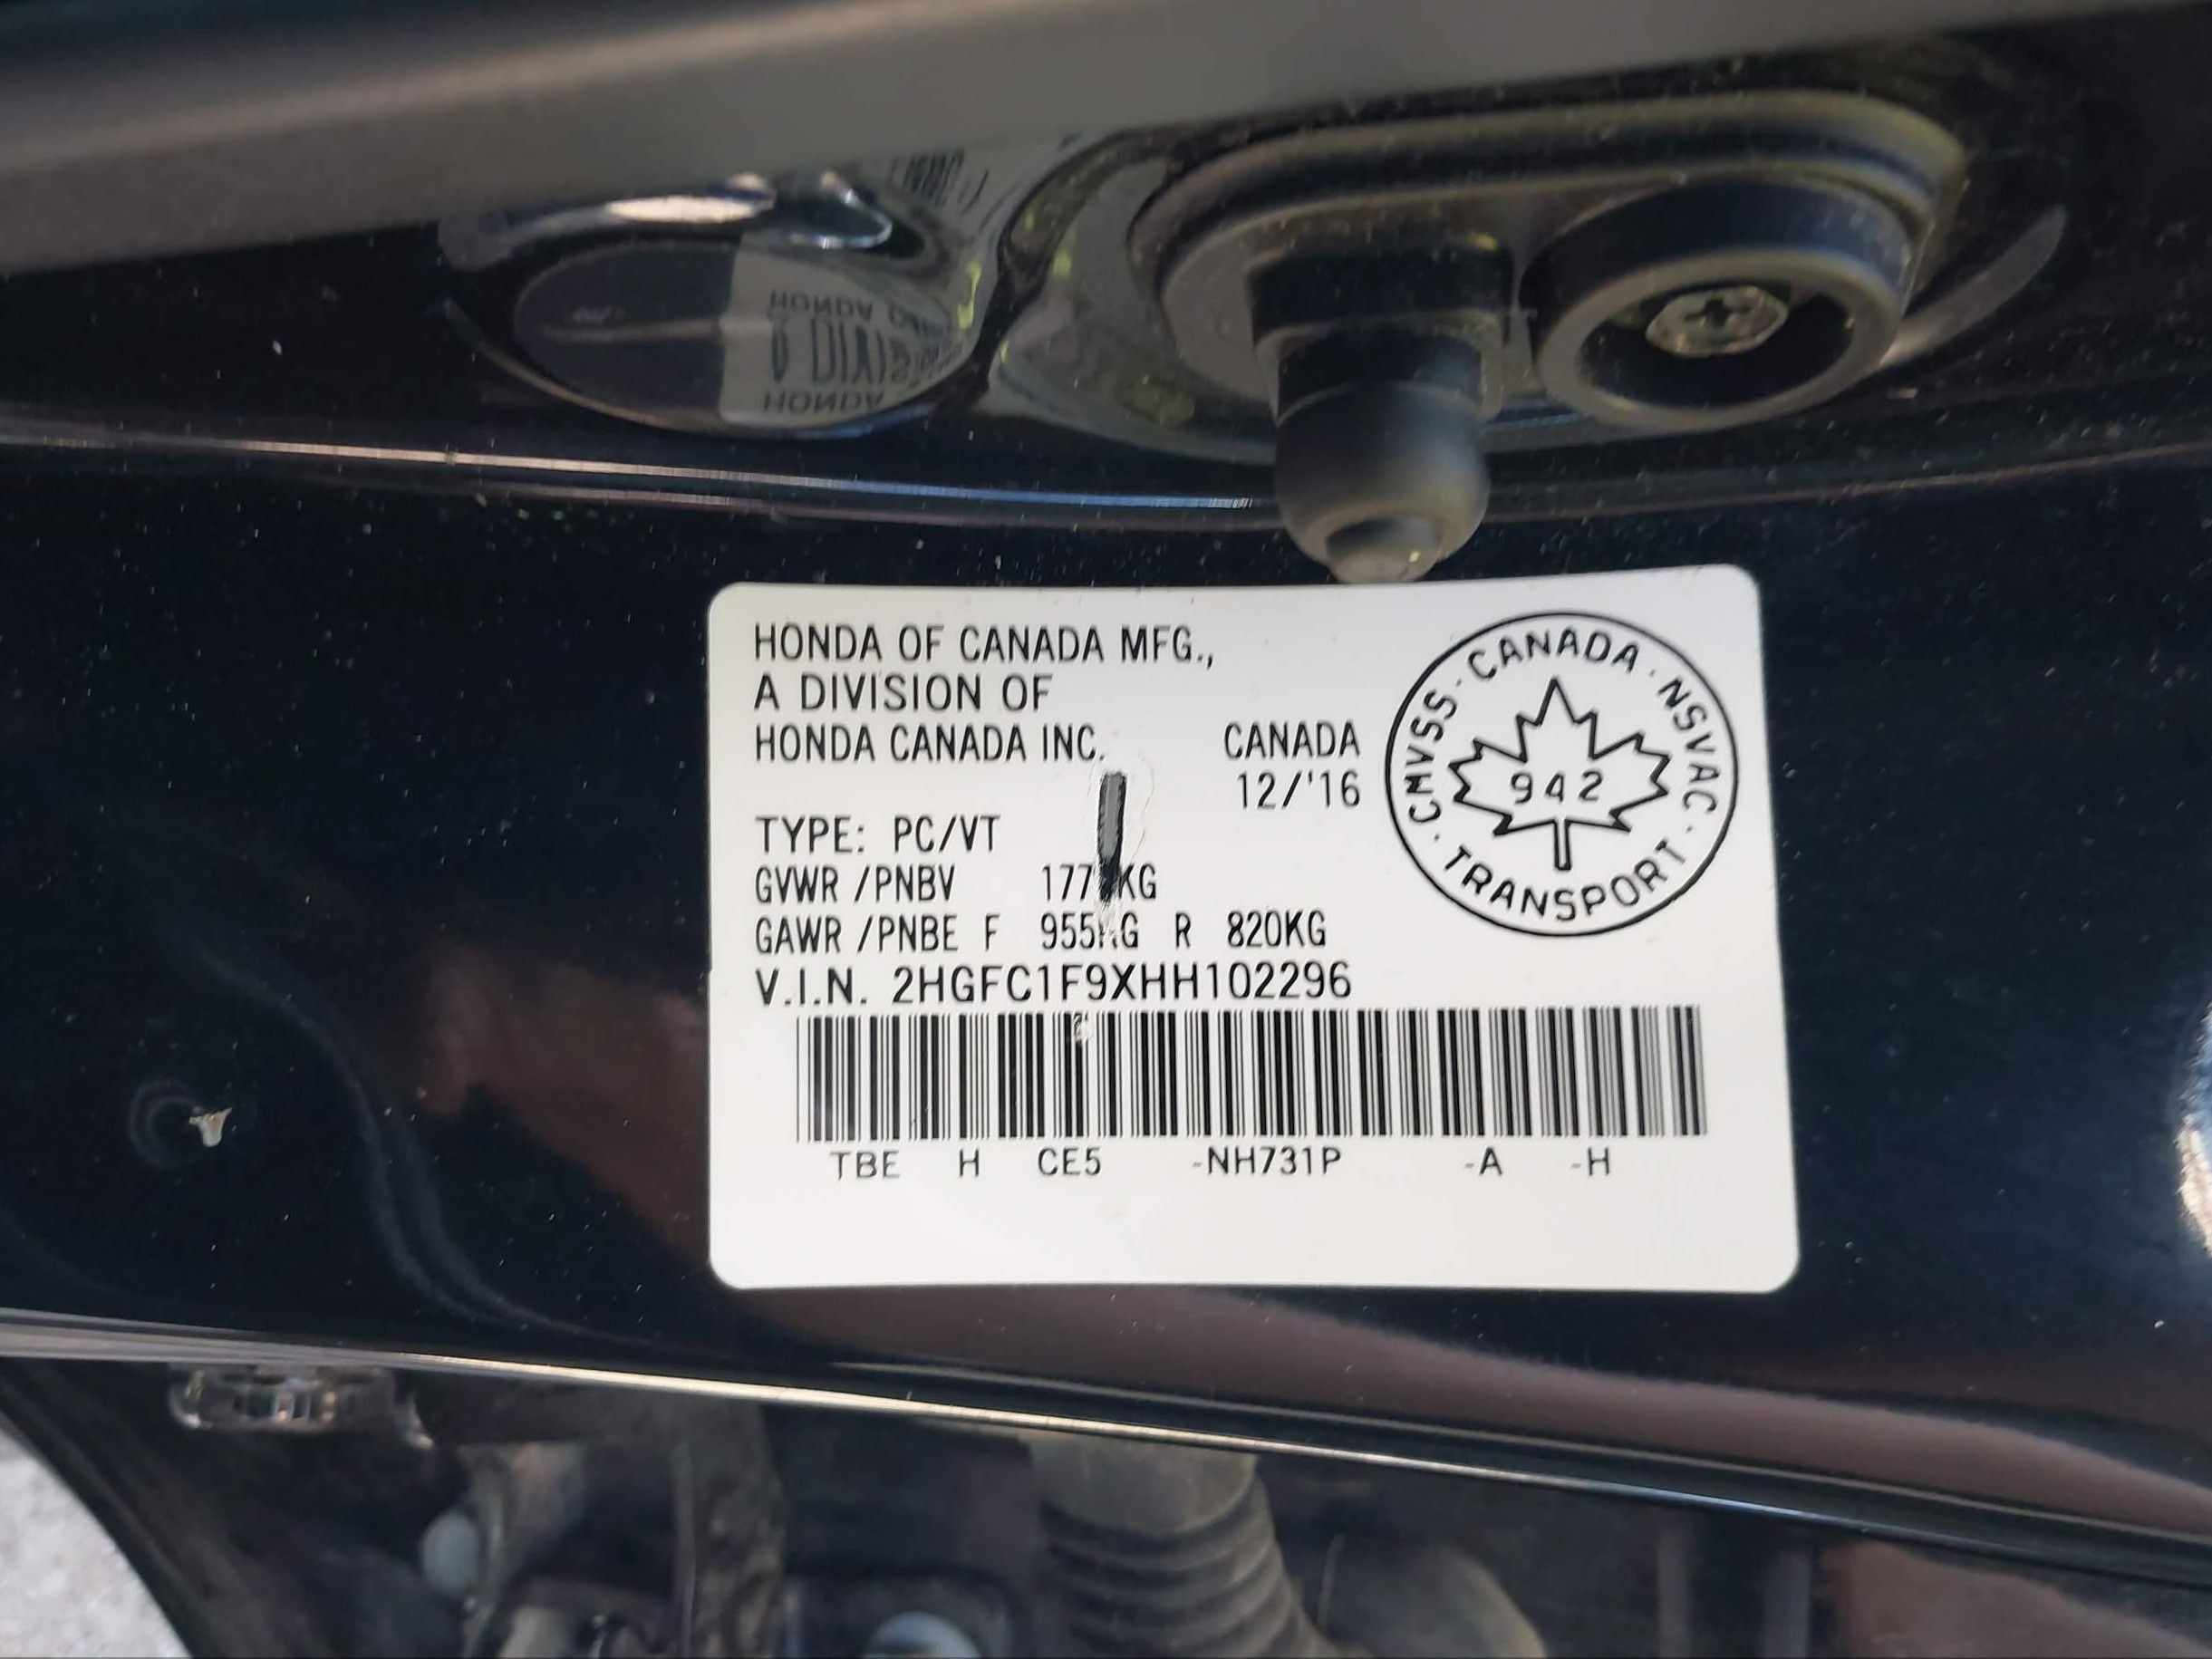 HONDA OF CANADA MFG.,
A DIVISION OF
HONDA CANADA INC.
CANADA
12/'16
CMVSS · CANADA · NSVAC · TRANSPORT ·
942
TYPE: PC/VT
GVWR /PNBV
GAWR /PNBE F 955KG R 820KG
V.I.N. 2HGFC1F9XHH102296
TBE H CE5 -NH731P -A -H